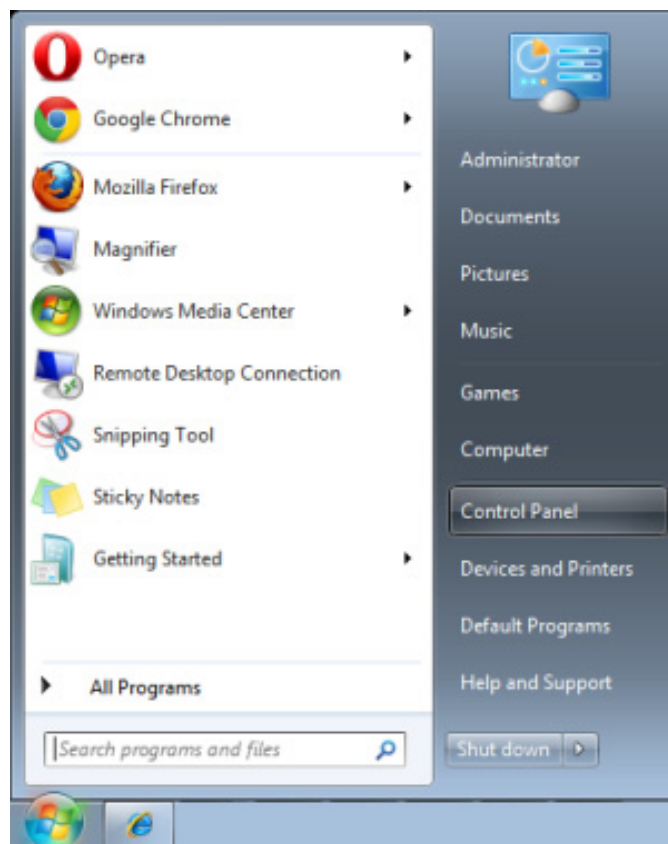 Opera
Google Chrome
Mozilla Firefox
Magnifier
Windows Media Center
Remote Desktop Connection
Snipping Tool
Sticky Notes
Getting Started
All Programs
Search programs and files
Administrator
Documents
Pictures
Music
Games
Computer
Control Panel
Devices and Printers
Default Programs
Help and Support
Shut down